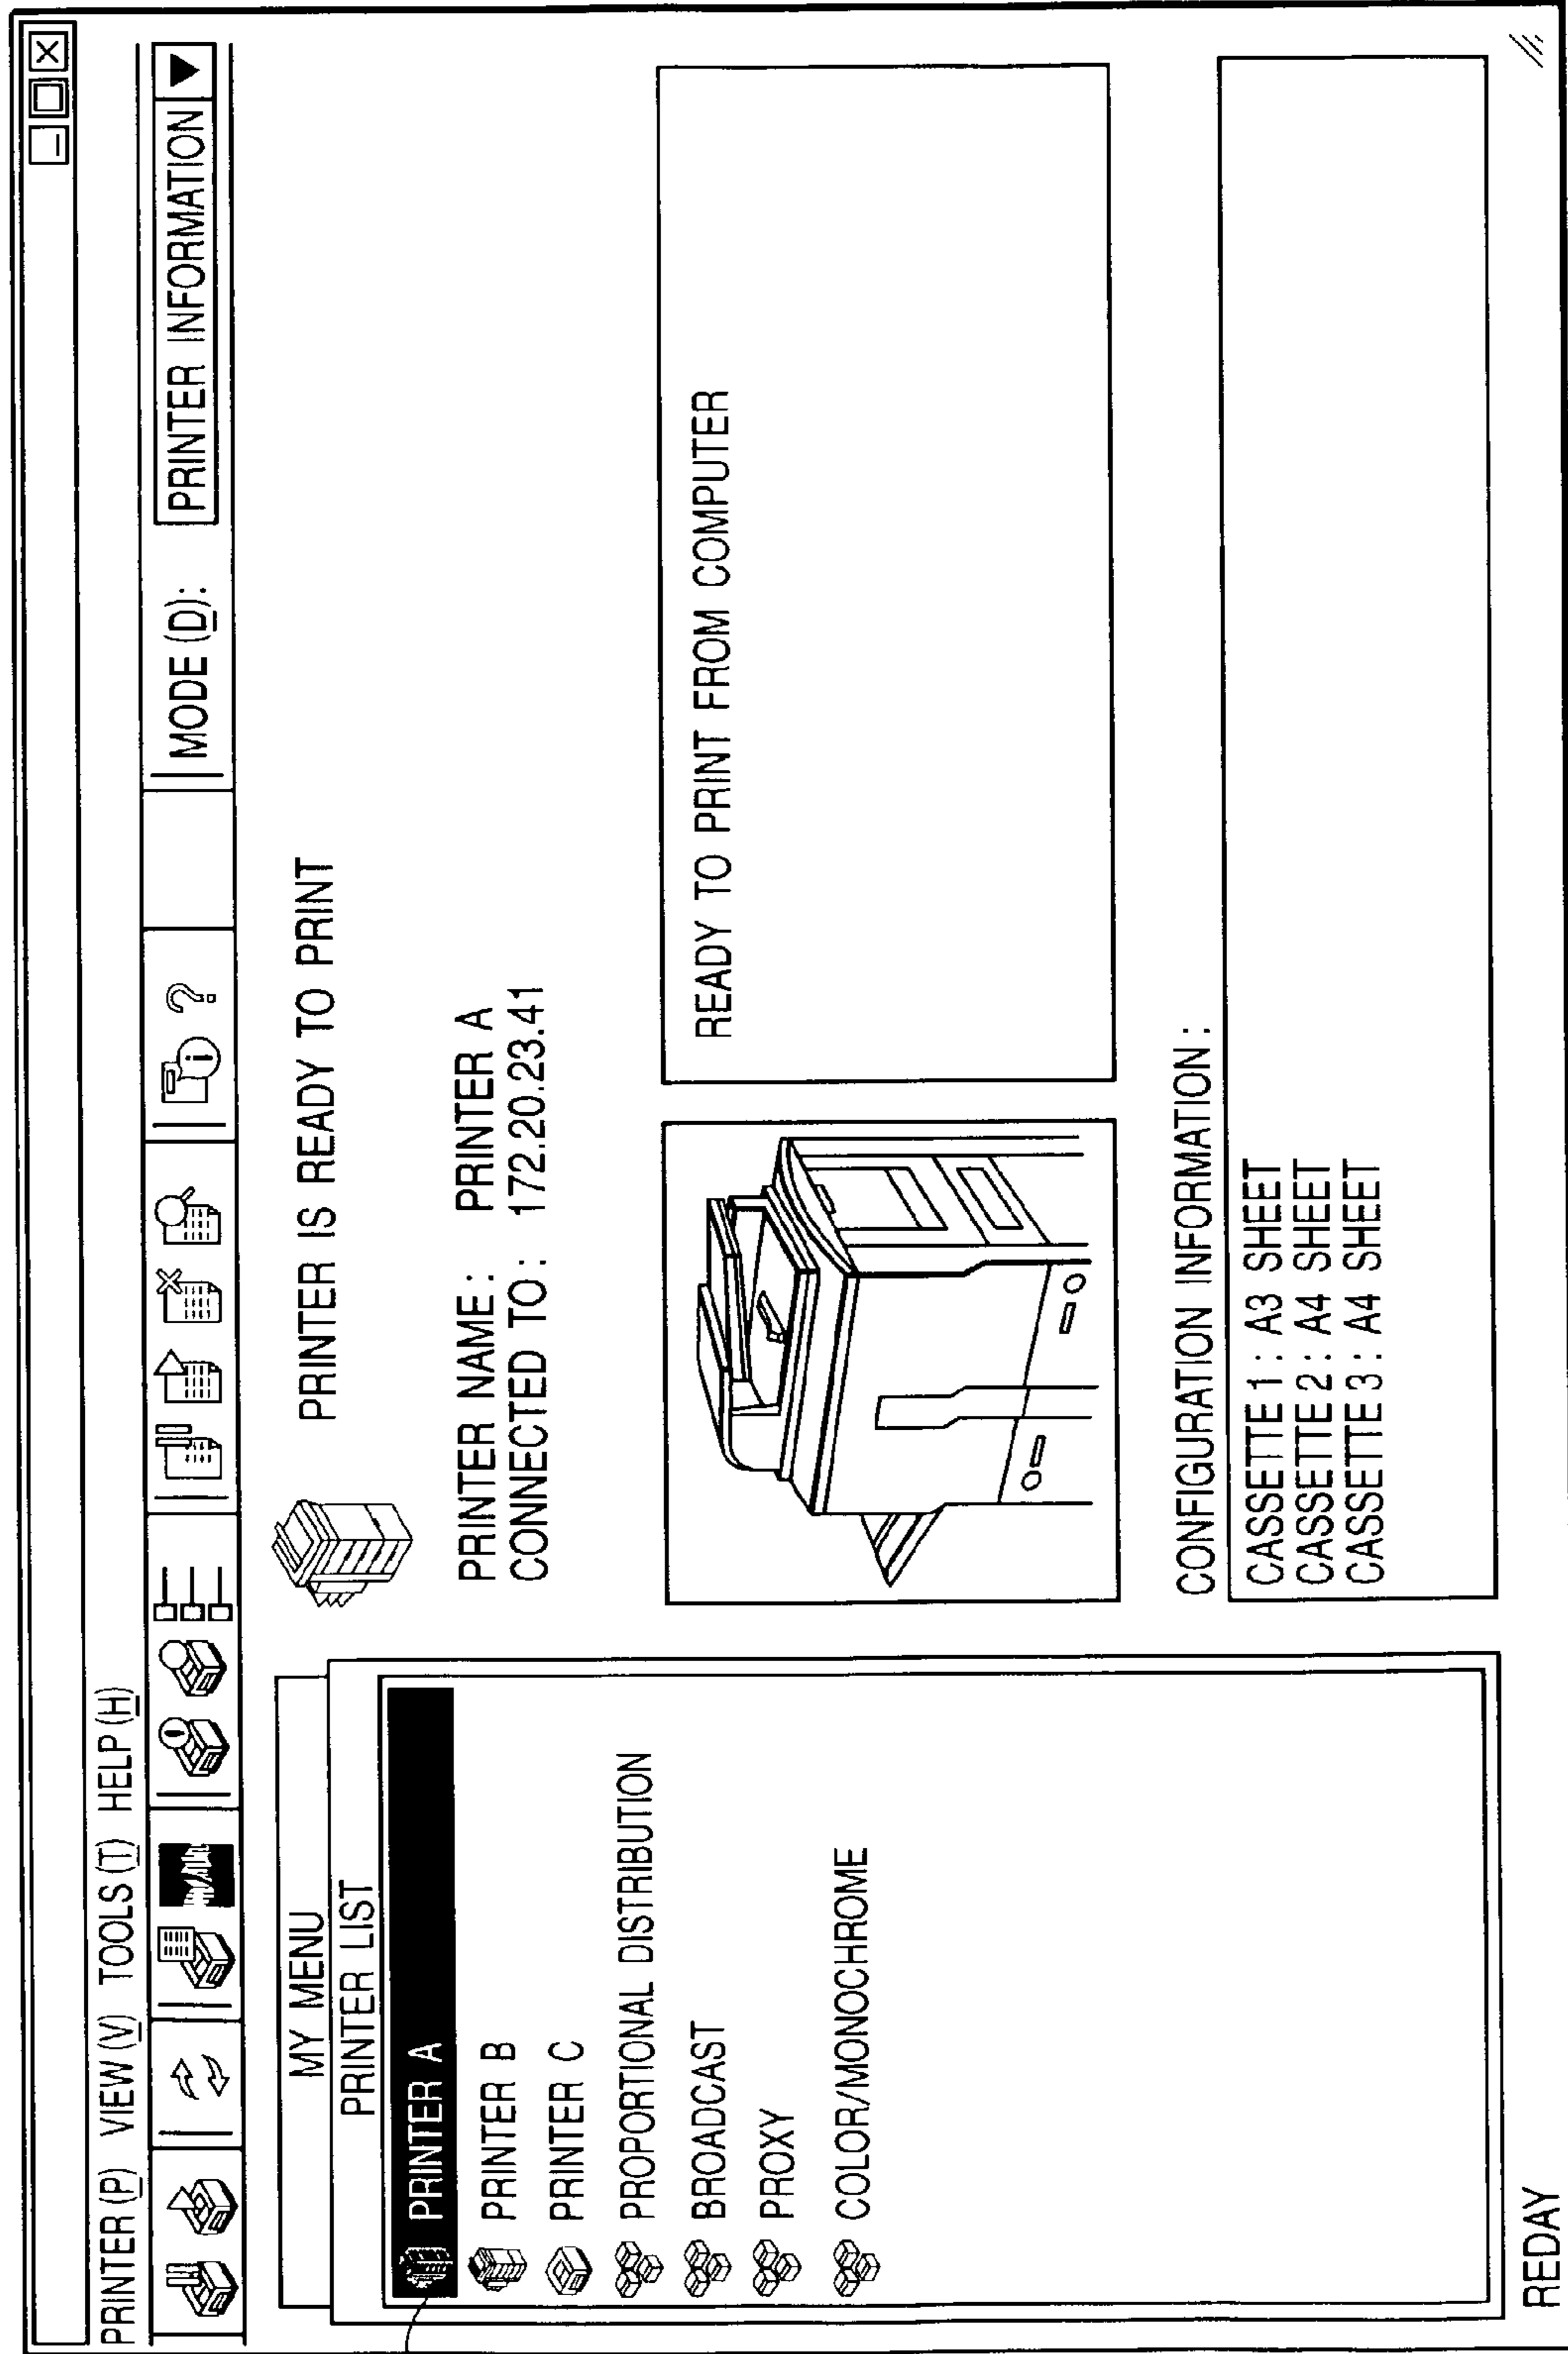 PRINTER (P) VIEW (V) TOOLS (T) HELP (H)
MODE (D): PRINTER INFORMATION
MY MENU
PRINTER LIST
PRINTER A
PRINTER B
PRINTER C
PROPORTIONAL DISTRIBUTION
BROADCAST
PROXY
COLOR/MONOCHROME
PRINTER IS READY TO PRINT
PRINTER NAME : PRINTER A
CONNECTED TO : 172.20.23.41
READY TO PRINT FROM COMPUTER
CONFIGURATION INFORMATION :
CASSETTE 1 : A3 SHEET
CASSETTE 2 : A4 SHEET
CASSETTE 3 : A4 SHEET
REDAY